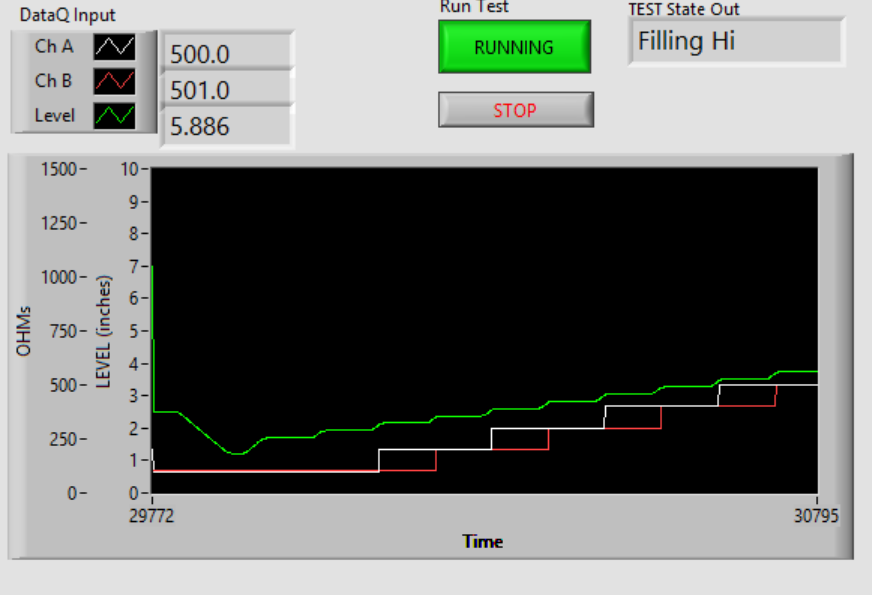 DataQ Input
Ch A
500.0
Ch B
501.0
Level
5.886
Run Test
RUNNING
STOP
TEST State Out
Filling Hi
OHMs
1500
1250
1000
750
500
250
0
LEVEL (inches)
10
9
8
7
6
5
4
3
2
1
0
29772
30795
Time